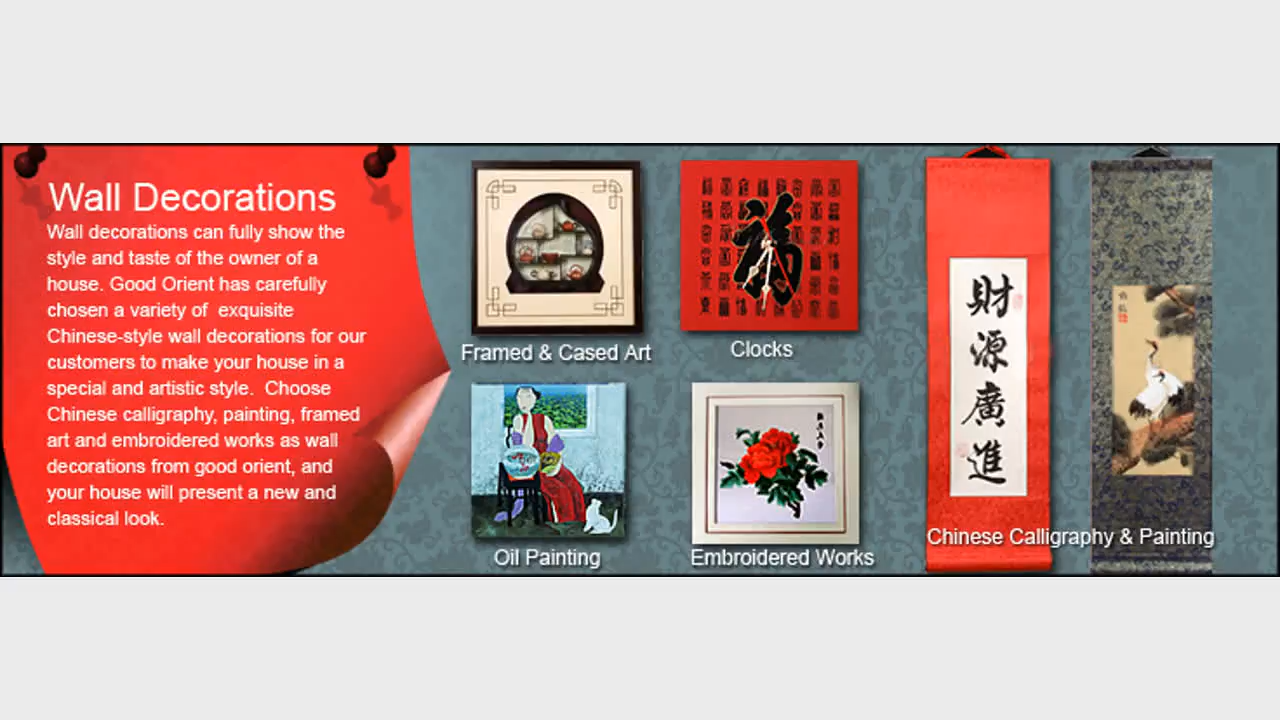 Wall Decorations
Wall decorations can fully show the
style and taste of the owner of a
house. Good Orient has carefully
chosen a variety of  exquisite
Chinese-style wall decorations for our
customers to make your house in a
special and artistic style.  Choose
Chinese calligraphy, painting, framed
art and embroidered works as wall
decorations from good orient, and
your house will present a new and
classical look.
Framed & Cased Art
福
Clocks
Oil Painting
Embroidered Works
財
源
廣
進
Chinese Calligraphy & Painting